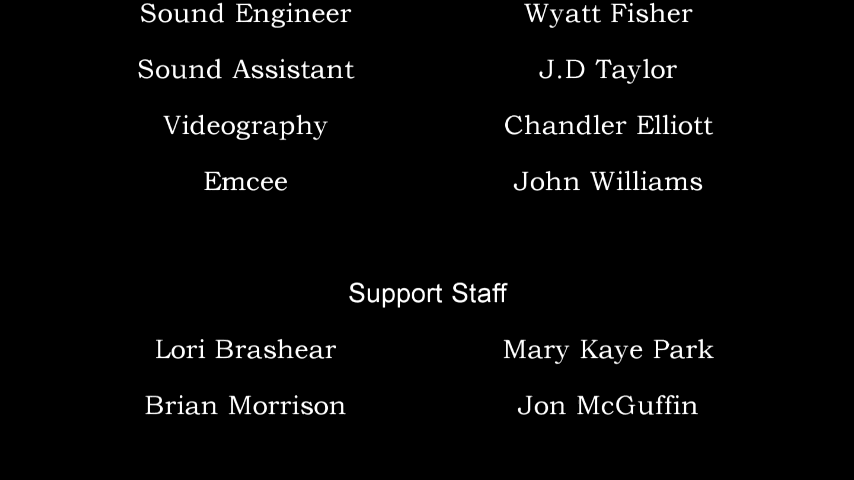 Sound Engineer Wyatt Fisher
Sound Assistant J.D Taylor
Videography Chandler Elliott
Emcee John Williams
Support Staff
Lori Brashear Mary Kaye Park
Brian Morrison Jon McGuffin